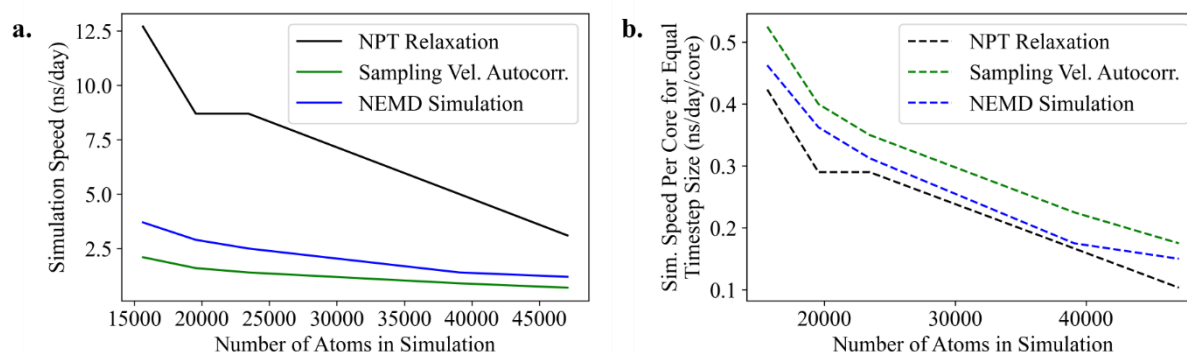 a.
Simulation Speed (ns/day)
12.5
10.0
7.5
5.0
2.5
15000 20000 25000 30000 35000 40000 45000
Number of Atoms in Simulation
NPT Relaxation
Sampling Vel. Autocorr.
NEMD Simulation
b.
Sim. Speed Per Core for Equal
Timestep Size (ns/day/core)
0.5
0.4
0.3
0.2
0.1
20000 30000 40000
Number of Atoms in Simulation
NPT Relaxation
Sampling Vel. Autocorr.
NEMD Simulation